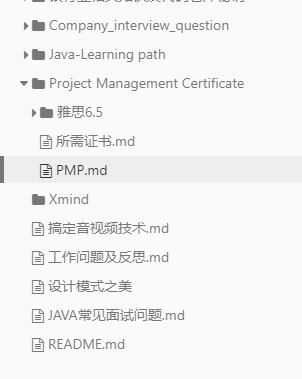 Company_interview_question
Java-Learning path
Project Management Certificate
雅思6.5
所需证书.md
PMP.md
Xmind
搞定音视频技术.md
工作问题及反思.md
设计模式之美
JAVA常见面试问题.md
README.md